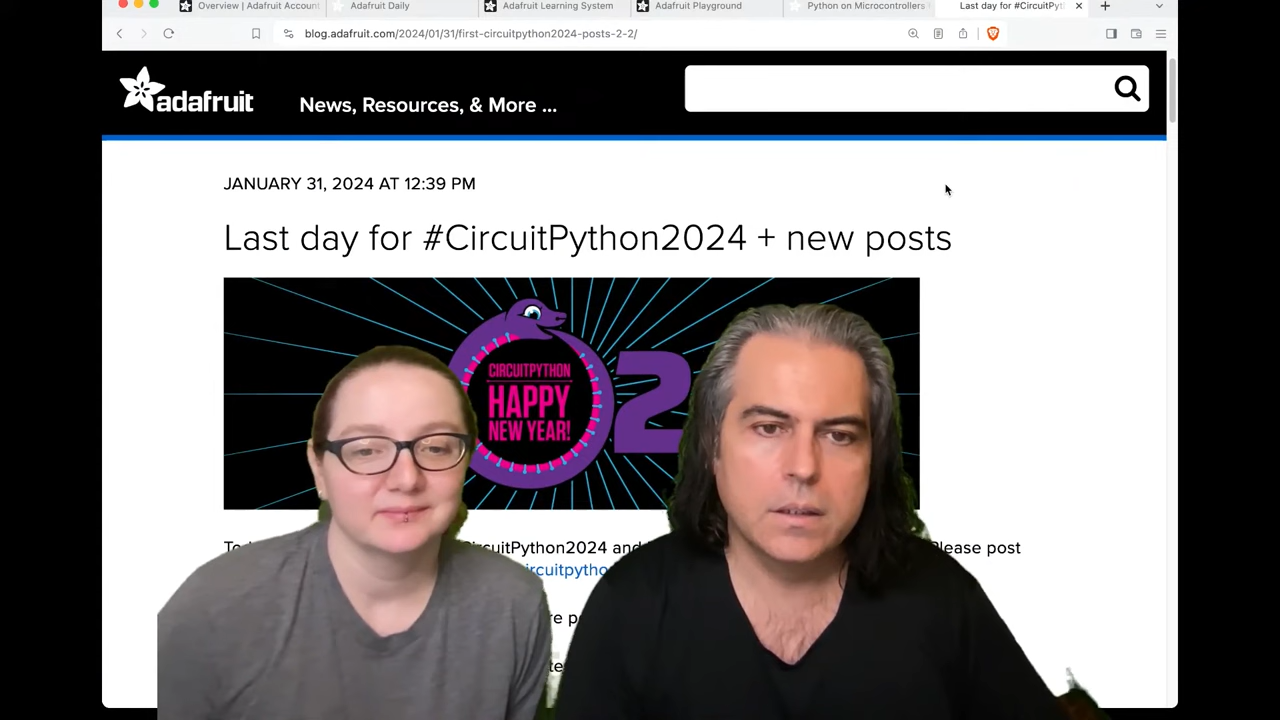 Overview | Adafruit Account
Adafruit Daily
Adafruit Learning System
Adafruit Playground
Python on Microcontrollers
Last day for #CircuitPyt
blog.adafruit.com/2024/01/31/first-circuitpython2024-posts-2-2/
adafruit
News, Resources, & More ...
JANUARY 31, 2024 AT 12:39 PM
Last day for #CircuitPython2024 + new posts
CIRCUITPYTHON
HAPPY
NEW YEAR!
2
rcuitPython2024 and
Please post
ircuitpytho